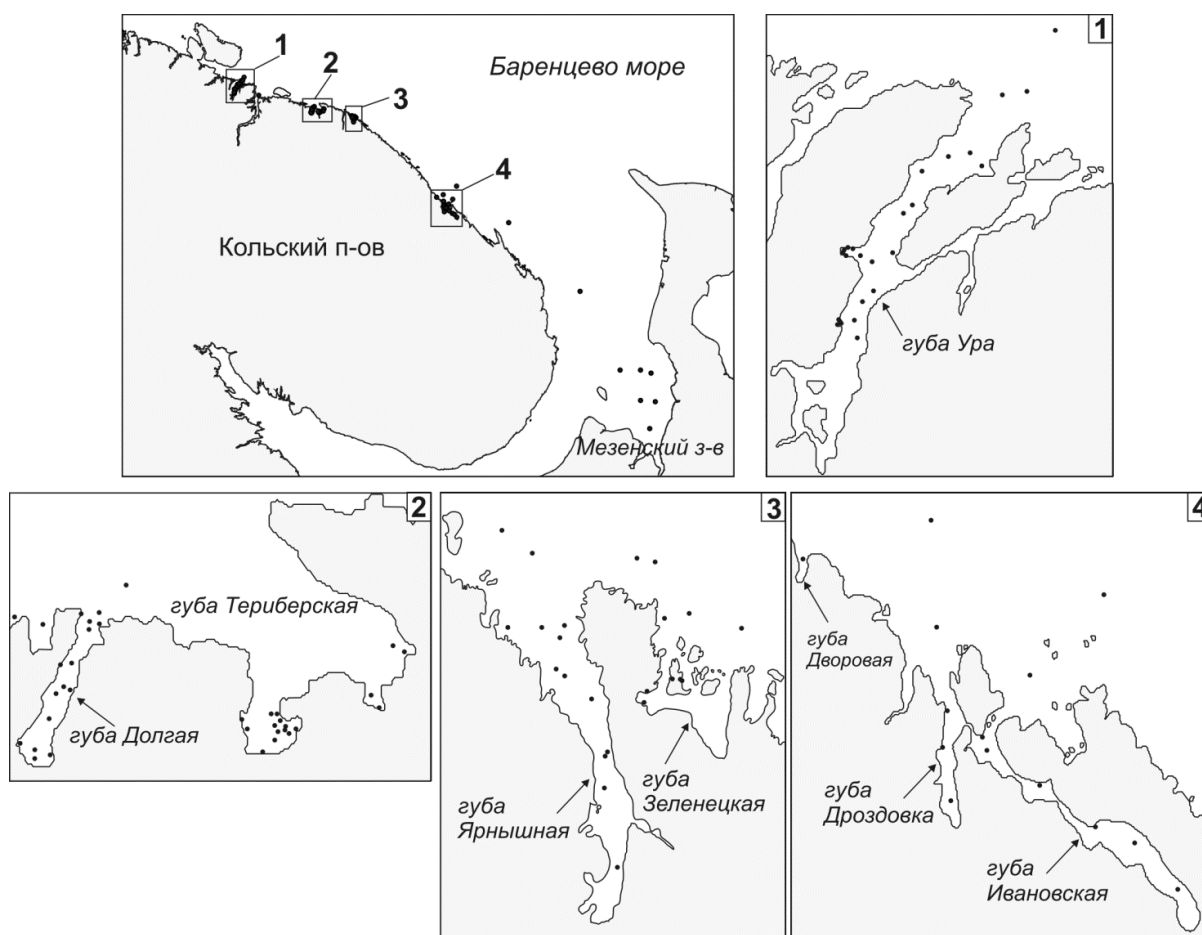 1
2
3
4
Баренцево море
Кольский п-ов
Мезенский з-в
1
губа Ура
2
губа Териберская
губа Долгая
3
губа
Ярнышная
губа
Зеленецкая
4
губа
Дворовая
губа
Дроздовка
губа
Ивановская